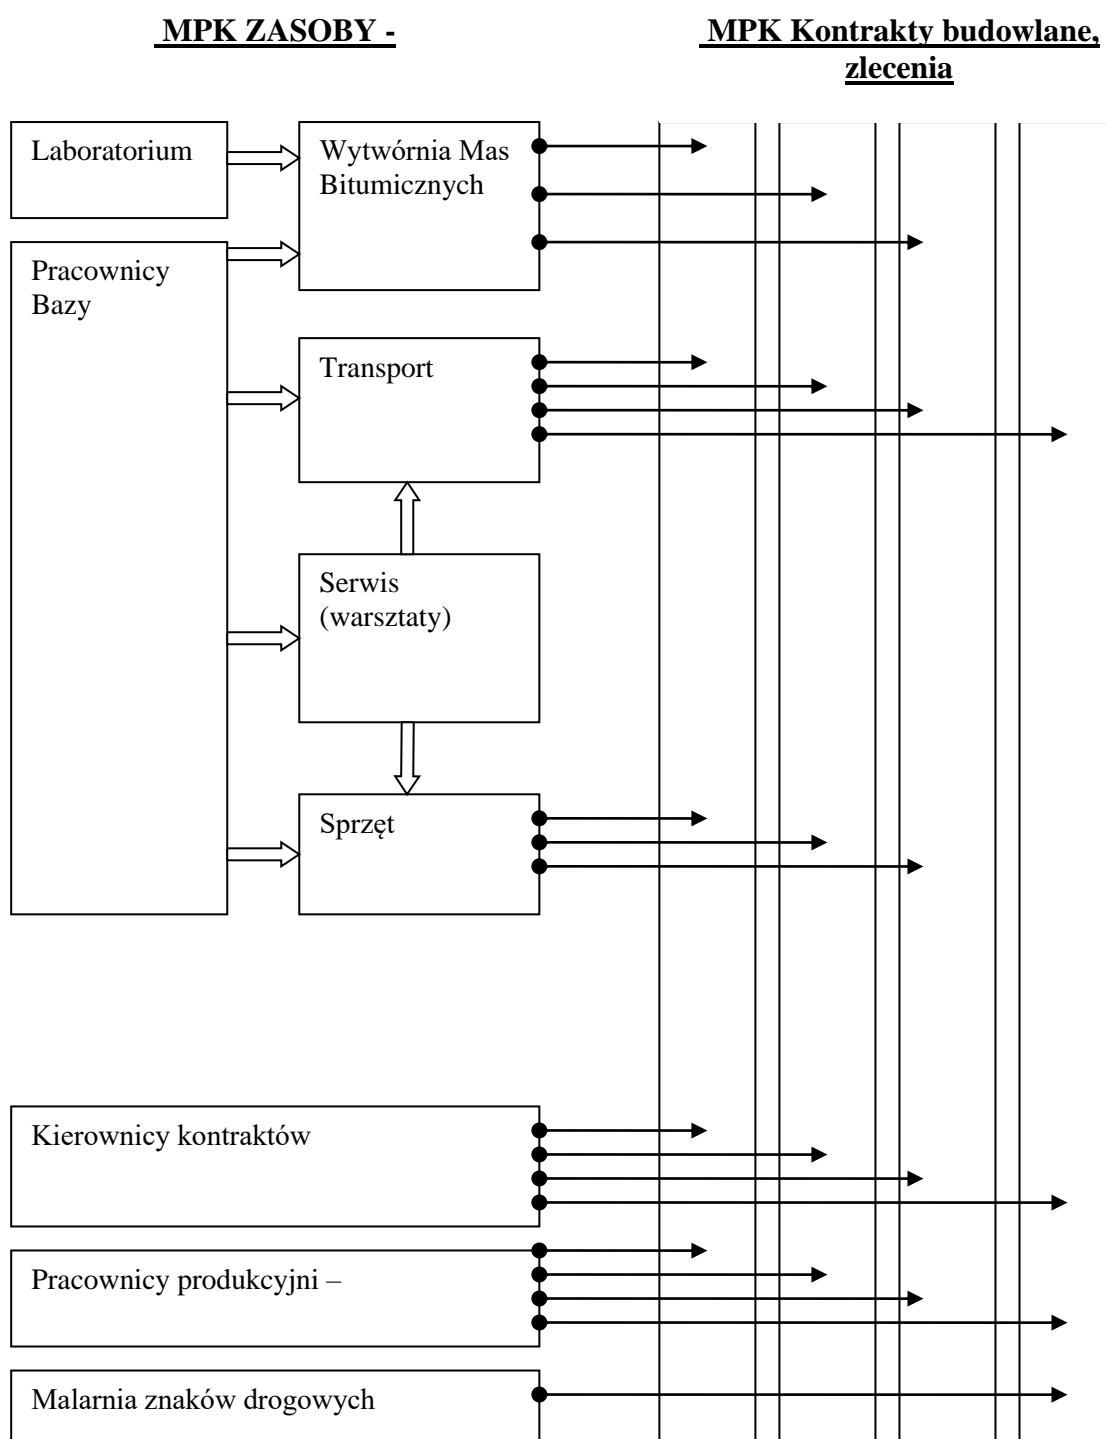 MPK ZASOBY -
MPK Kontrakty budowlane,
zlecenia
Laboratorium
Wytwórnia Mas
Bitumicznych
Pracownicy
Bazy
Transport
Serwis
(warsztaty)
Sprzęt
Kierownicy kontraktów
Pracownicy produkcyjni –
Malarnia znaków drogowych